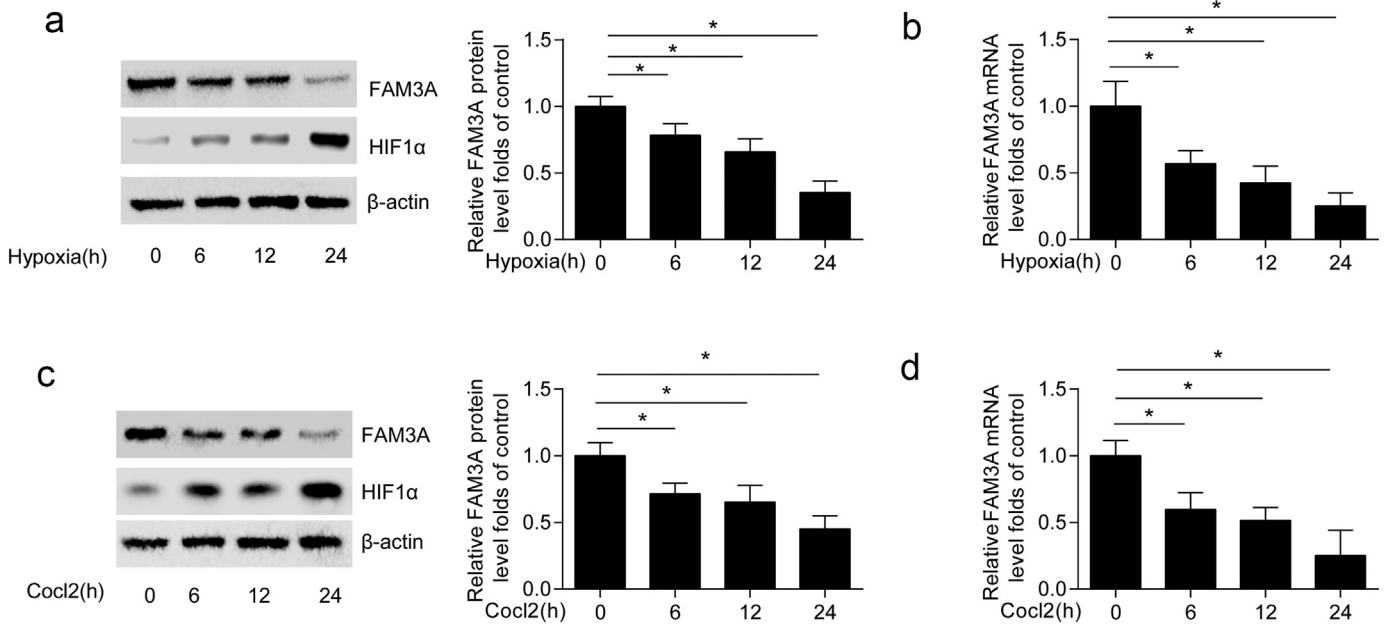 a
FAM3A
HIF1α
β-actin
Hypoxia(h) 0 6 12 24
Relative FAM3A protein
level folds of control
1.5
1.0
0.5
0.0
* * *
Hypoxia(h) 0 6 12 24
b
Relative FAM3A mRNA
level folds of control
1.5
1.0
0.5
0.0
* * *
Hypoxia(h) 0 6 12 24
c
FAM3A
HIF1α
β-actin
Cocl2(h) 0 6 12 24
Relative FAM3A protein
level folds of control
1.5
1.0
0.5
0.0
* * *
Cocl2(h) 0 6 12 24
d
Relative FAM3A mRNA
level folds of control
1.5
1.0
0.5
0.0
* * *
Cocl2(h) 0 6 12 24